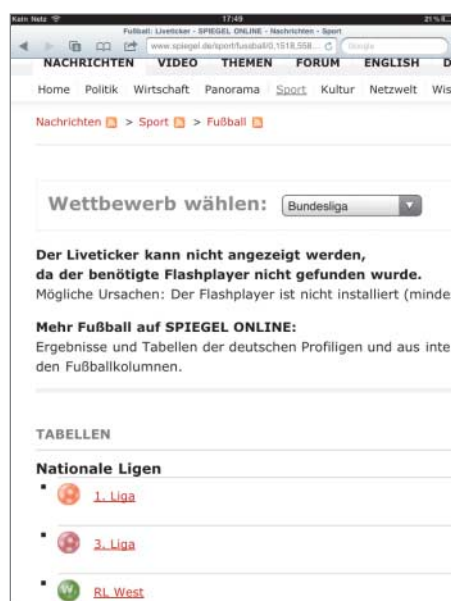 Kein Netz 17:49 21 %
Fußball: Liveticker - SPIEGEL ONLINE - Nachrichten - Sport
www.spiegel.de/sport/fussball/0,1518,558... Google
NACHRICHTEN VIDEO THEMEN FORUM ENGLISH D
Home Politik Wirtschaft Panorama Sport Kultur Netzwelt Wis
Nachrichten > Sport > Fußball
Wettbewerb wählen: Bundesliga
Der Liveticker kann nicht angezeigt werden,
da der benötigte Flashplayer nicht gefunden wurde.
Mögliche Ursachen: Der Flashplayer ist nicht installiert (minde
Mehr Fußball auf SPIEGEL ONLINE:
Ergebnisse und Tabellen der deutschen Profiligen und aus inte
den Fußballkolumnen.
TABELLEN
Nationale Ligen
1. Liga
3. Liga
W RL West